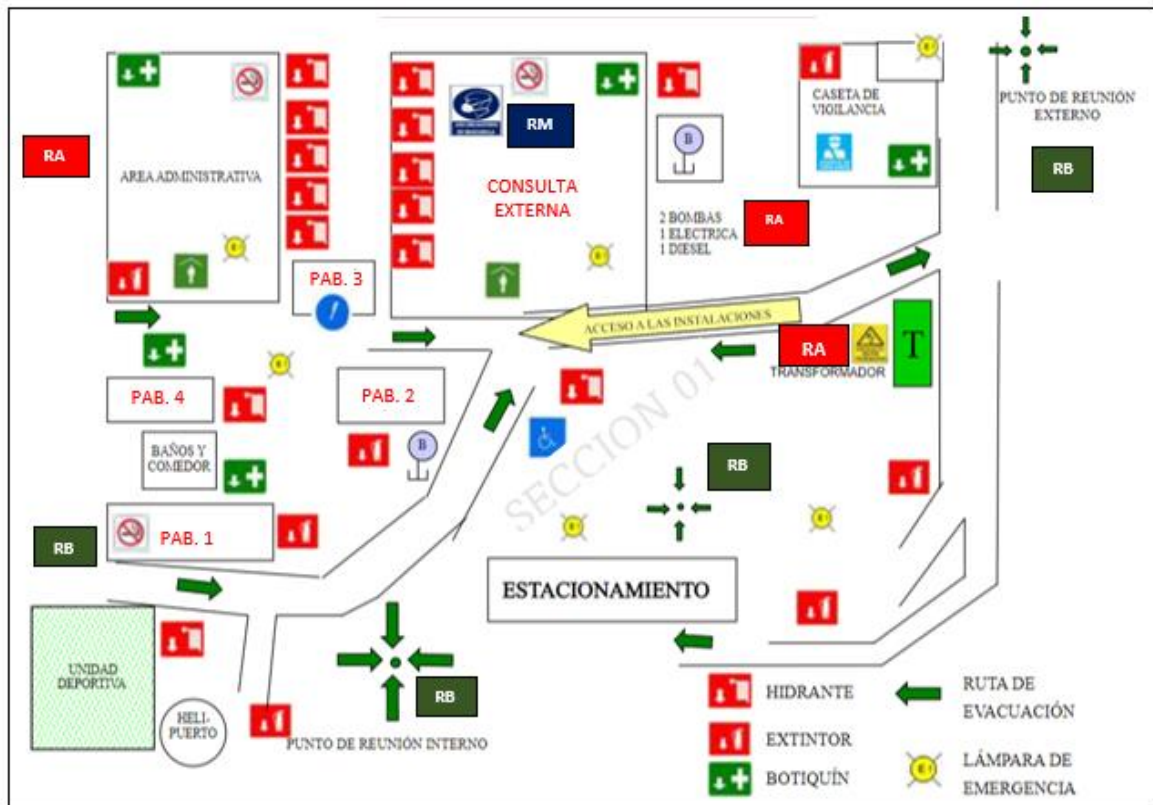 RA
AREA ADMINISTRATIVA
RM
CONSULTA
EXTERNA
B
2 BOMBAS
1 ELECTRICA
1 DIESEL
RA
CASETA DE
VIGILANCIA
PUNTO DE REUNIÓN
EXTERNO
RB
PAB. 3
ACCESO A LAS INSTALACIONES
RA
T
TRANSFORMADOR
PAB. 4
PAB. 2
B
BAÑOS Y
COMEDOR
SECCION 01
RB
RB
PAB. 1
ESTACIONAMIENTO
UNIDAD
DEPORTIVA
HELI-
PUERTO
RB
PUNTO DE REUNIÓN INTERNO
HIDRANTE
RUTA DE
EVACUACIÓN
EXTINTOR
BOTIQUÍN
LÁMPARA DE
EMERGENCIA